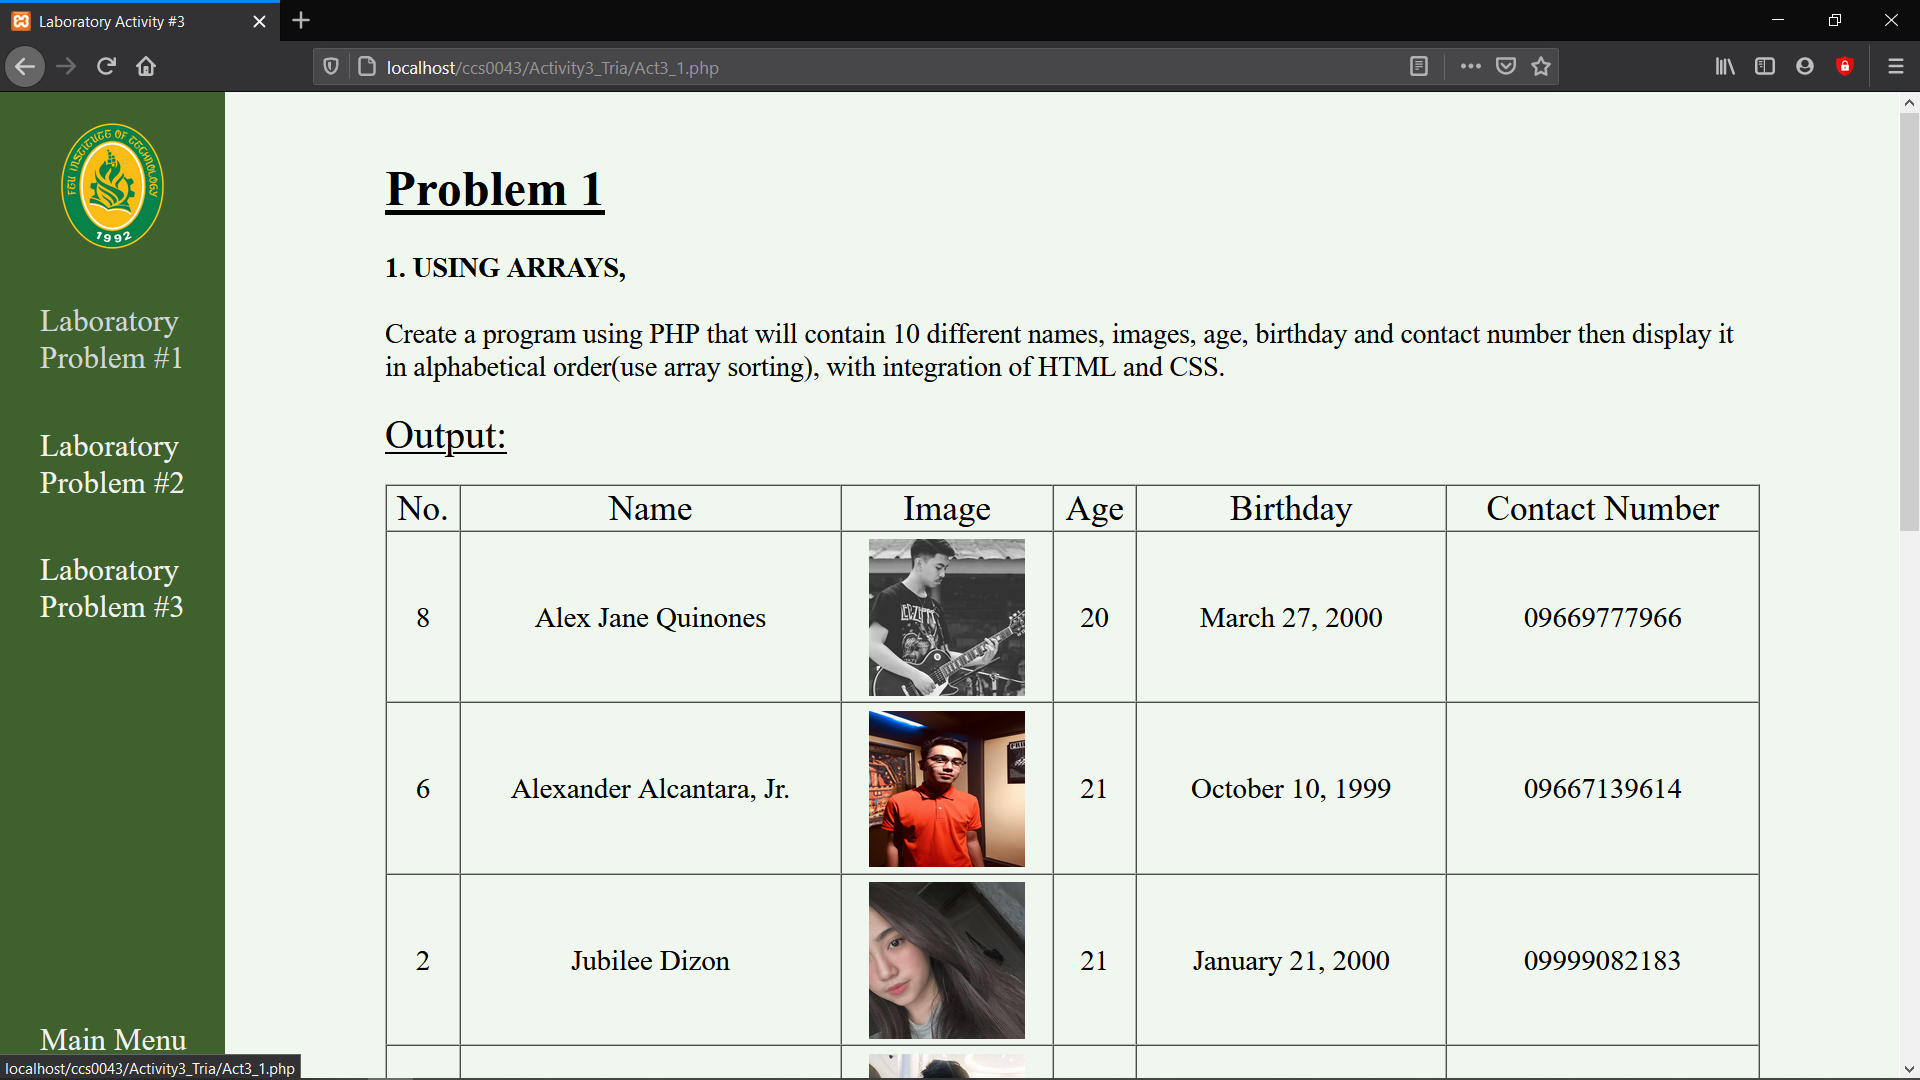 Laboratory Activity #3
localhost/ccs0043/Activity3_Tria/Act3_1.php
FEU INSTITUTE OF TECHNOLOGY
1992
Laboratory
Problem #1
Laboratory
Problem #2
Laboratory
Problem #3
Main Menu
Problem 1
1. USING ARRAYS,
Create a program using PHP that will contain 10 different names, images, age, birthday and contact number then display it
in alphabetical order(use array sorting), with integration of HTML and CSS.
Output:
No. Name Image Age Birthday Contact Number
8 Alex Jane Quinones 20 March 27, 2000 09669777966
6 Alexander Alcantara, Jr. 21 October 10, 1999 09667139614
2 Jubilee Dizon 21 January 21, 2000 09999082183
localhost/ccs0043/Activity3_Tria/Act3_1.php